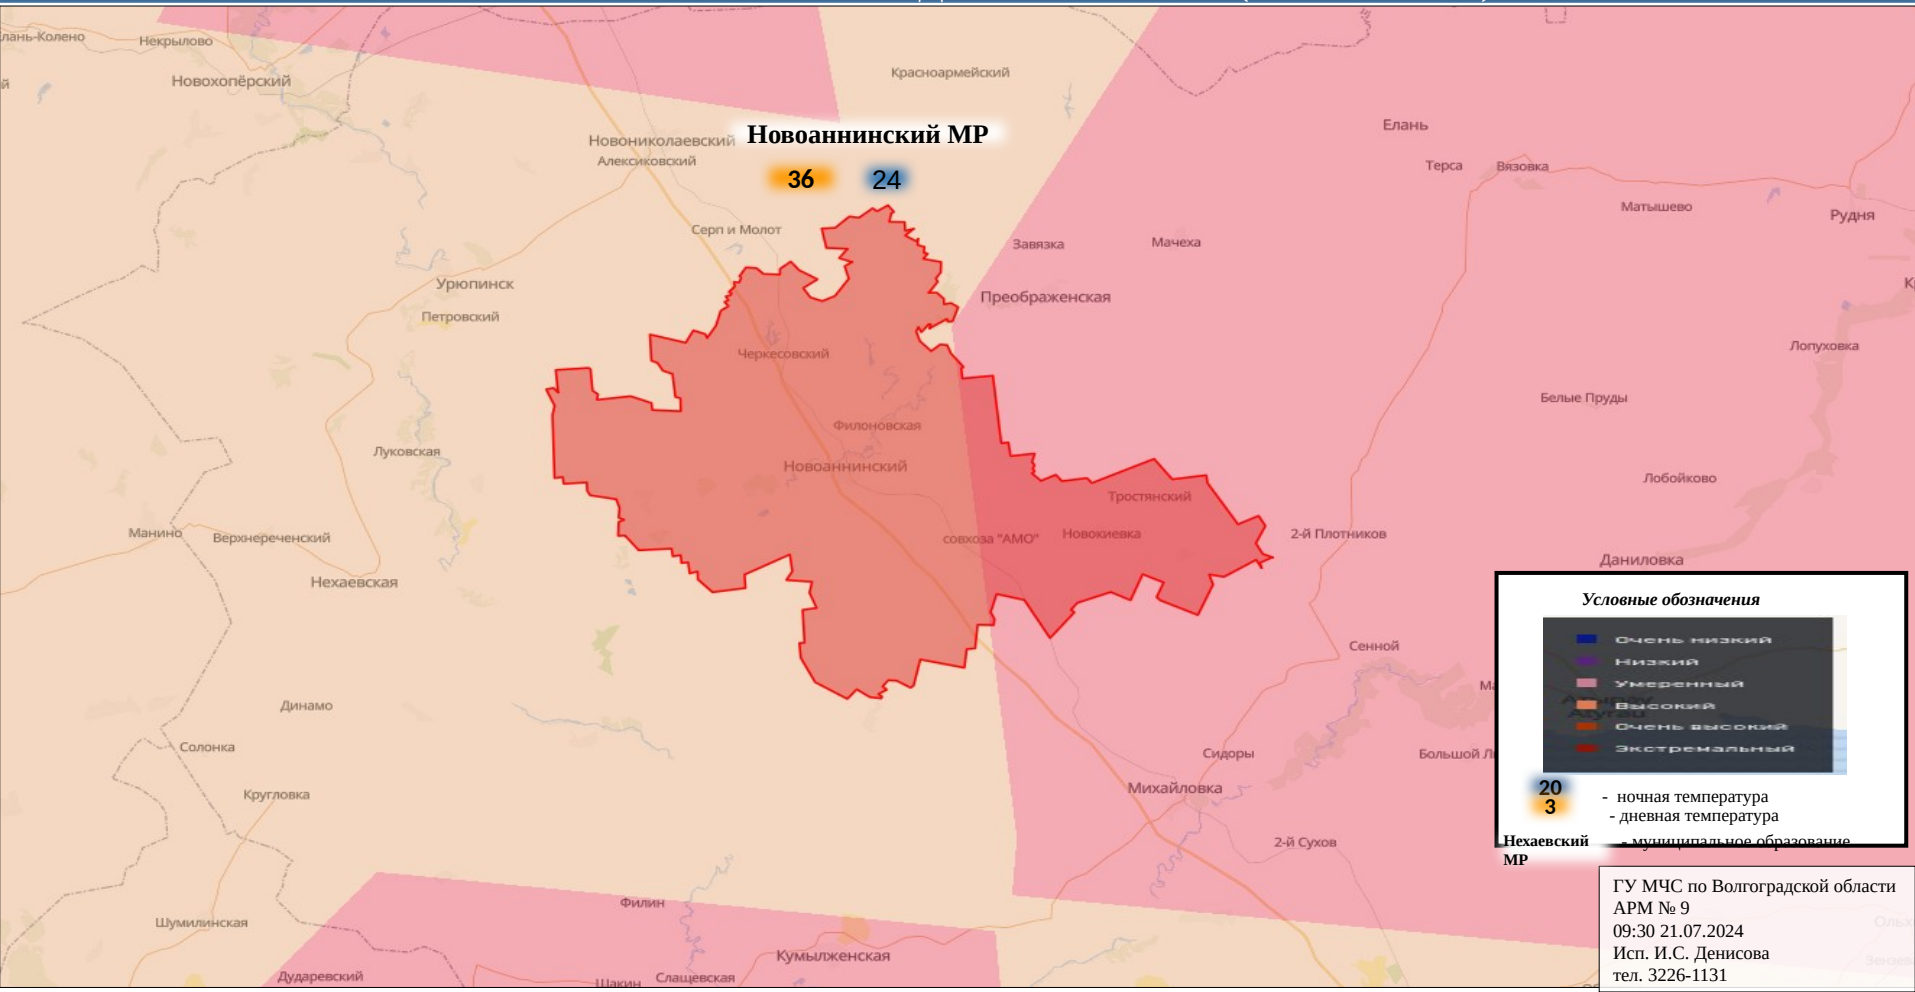 лань-Колено
Некрылово
Новохопёрский
й
Красноармейский
Новониколаевский
Алексиковский
Новоаннинский МР
36
24
Елань
Терса
Вязовка
Матышево
Рудня
Серп и Молот
Завязка
Мачеха
Урюпинск
Преображенская
Петровский
Лопуховка
Черкесовский
Белые Пруды
Филоновская
Луковская
Новоаннинский
Лобойково
Тростянский
Манино
Верхнереченский
совхоза "АМО"
Новокиевка
2-й Плотников
Даниловка
Нехаевская
Сенной
Динамо
Солонка
Сидоры
Большой Л
Михайловка
Кругловка
2-й Сухов
Филин
Шумилинская
Кумылженская
Дударевский
Шакин
Слащевская
Условные обозначения
Очень низкий
Низкий
Умеренный
Высокий
Очень высокий
Экстремальный
20
- ночная температура
3
- дневная температура
Нехаевский МР
- муниципальное образование
ГУ МЧС по Волгоградской области
АРМ № 9
09:30 21.07.2024
Исп. И.С. Денисова
тел. 3226-1131